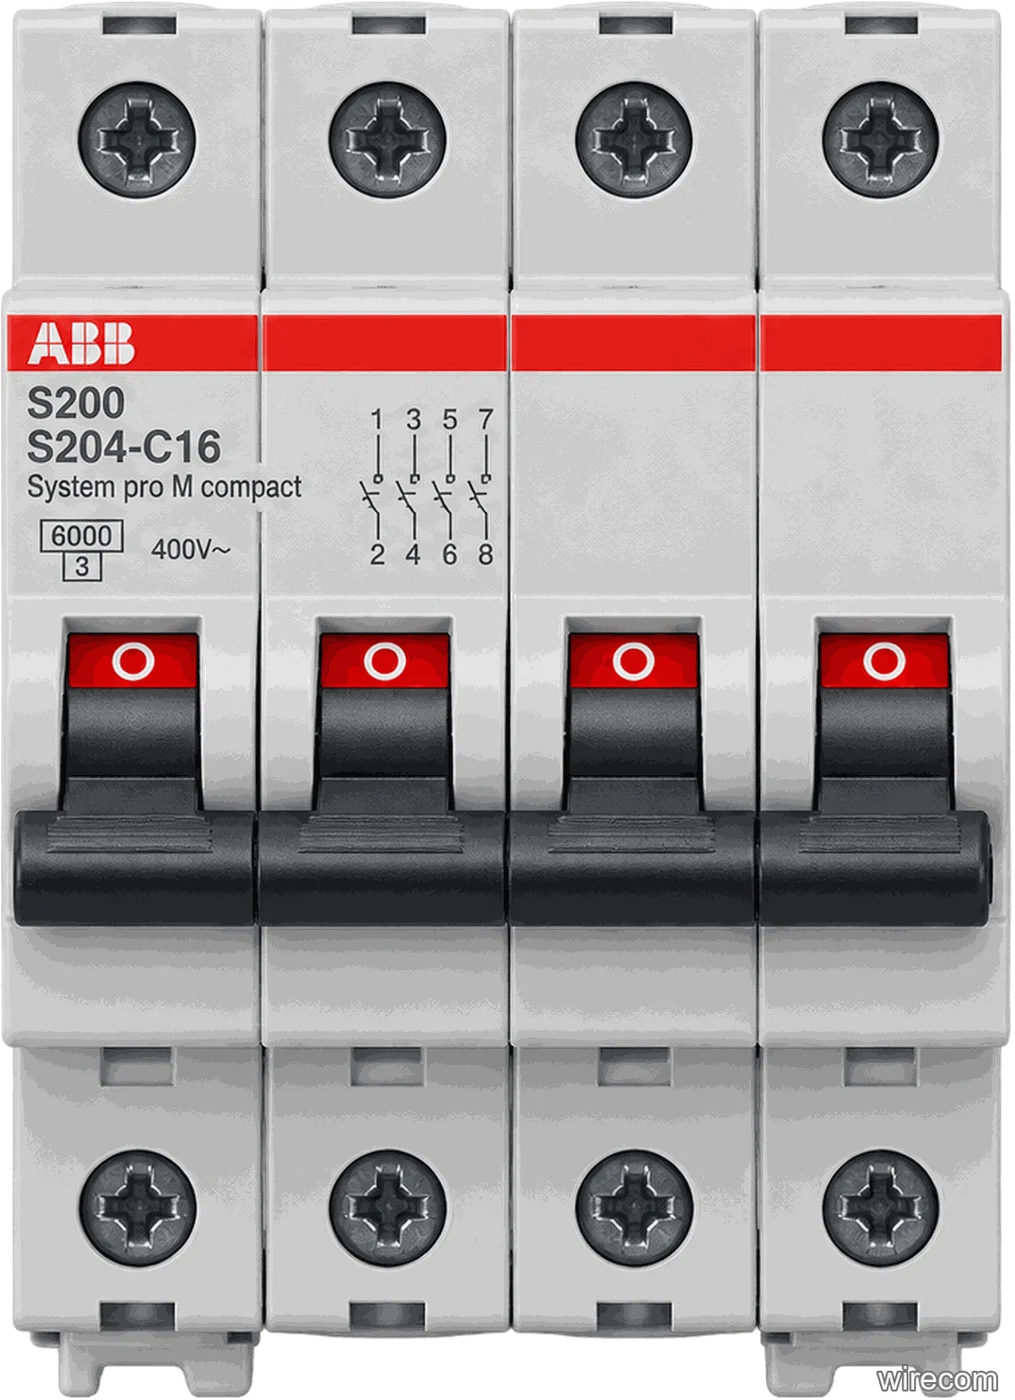 ABB
S200
S204-C16
System pro M compact
6000
3
400V~
1 3 5 7
2 4 6 8
O O O O
wirecom